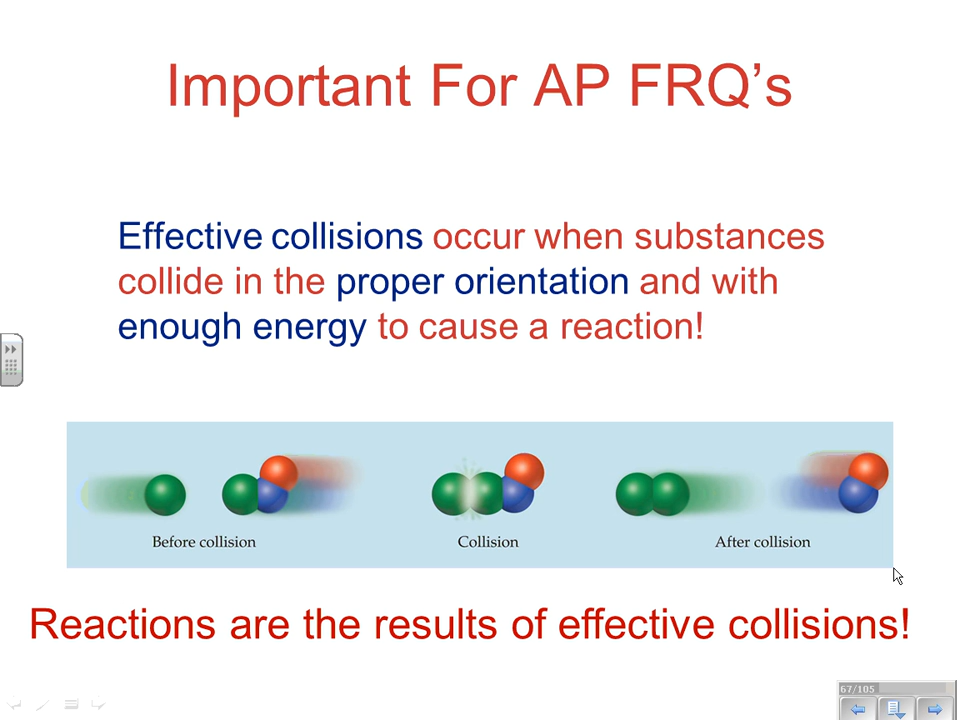 Important For AP FRQ’s
Effective collisions occur when substances
collide in the proper orientation and with
enough energy to cause a reaction!
Before collision
Collision
After collision
Reactions are the results of effective collisions!
67/105